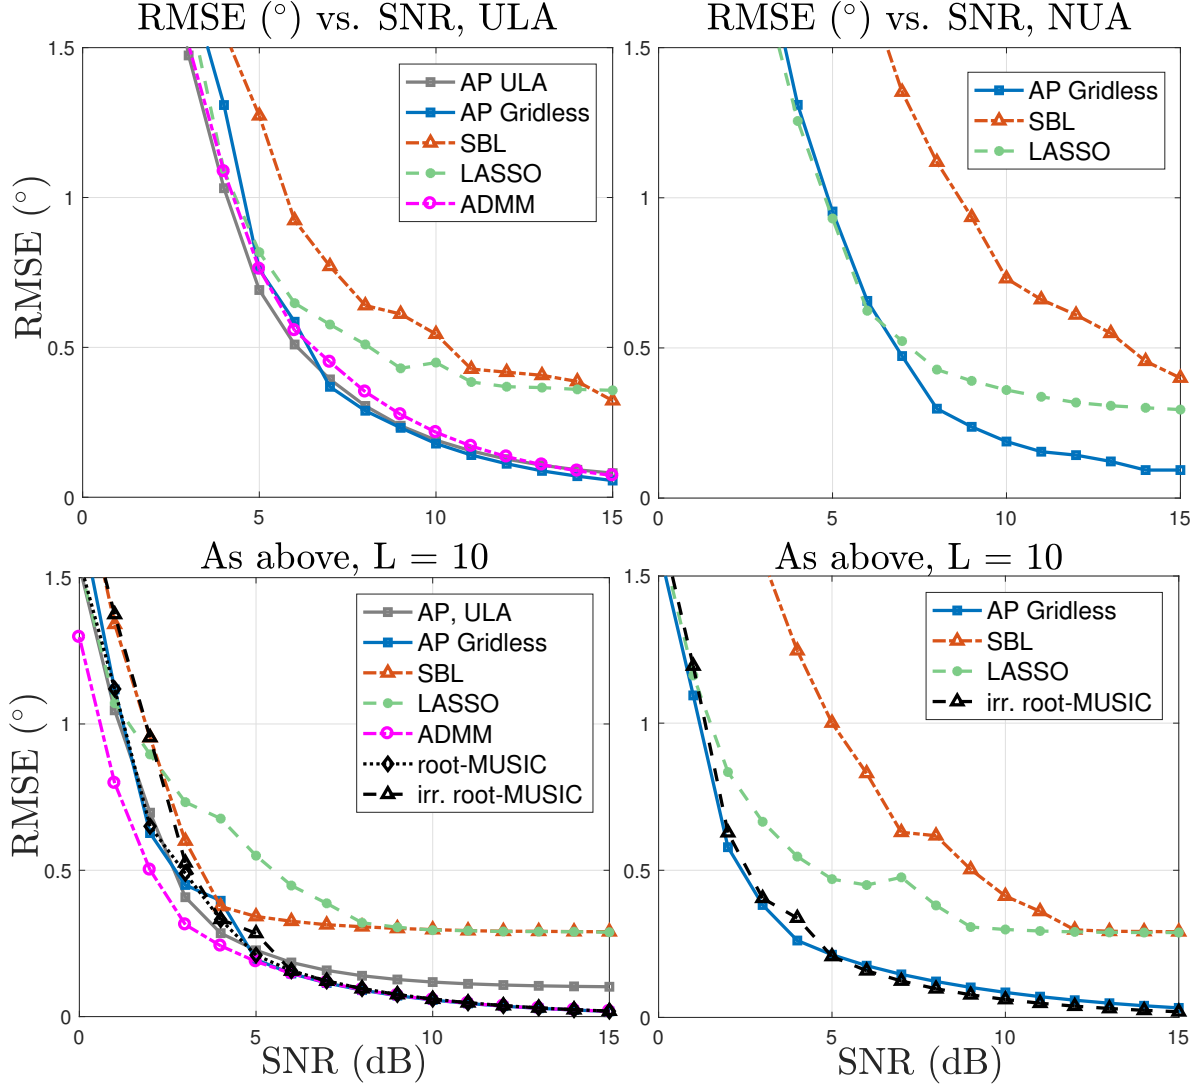 RMSE (°) vs. SNR, ULA
1.5
1
0.5
0
0
5
10
15
RMSE (°)
AP ULA
AP Gridless
SBL
LASSO
ADMM
RMSE (°) vs. SNR, NUA
1.5
1
0.5
0
0
5
10
15
AP Gridless
SBL
LASSO
As above, L = 10
1.5
1
0.5
0
0
5
10
15
RMSE (°)
SNR (dB)
AP, ULA
AP Gridless
SBL
LASSO
ADMM
root-MUSIC
irr. root-MUSIC
As above, L = 10
1.5
1
0.5
0
0
5
10
15
SNR (dB)
AP Gridless
SBL
LASSO
irr. root-MUSIC